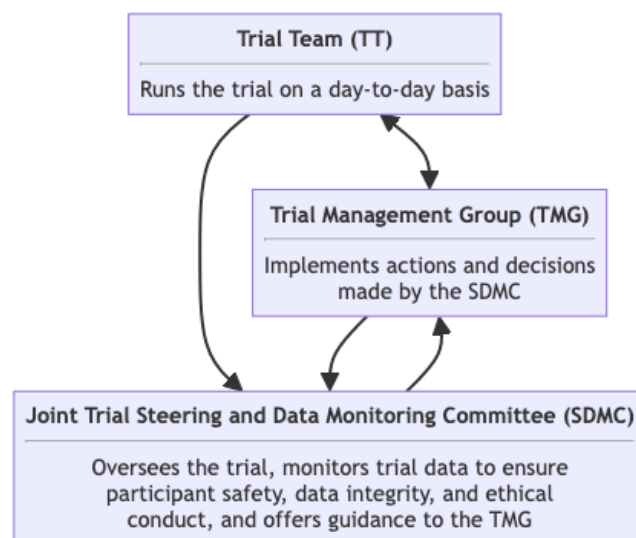 Trial Team (TT)
Runs the trial on a day-to-day basis
Trial Management Group (TMG)
Implements actions and decisions
made by the SDMC
Joint Trial Steering and Data Monitoring Committee (SDMC)
Oversees the trial, monitors trial data to ensure
participant safety, data integrity, and ethical
conduct, and offers guidance to the TMG